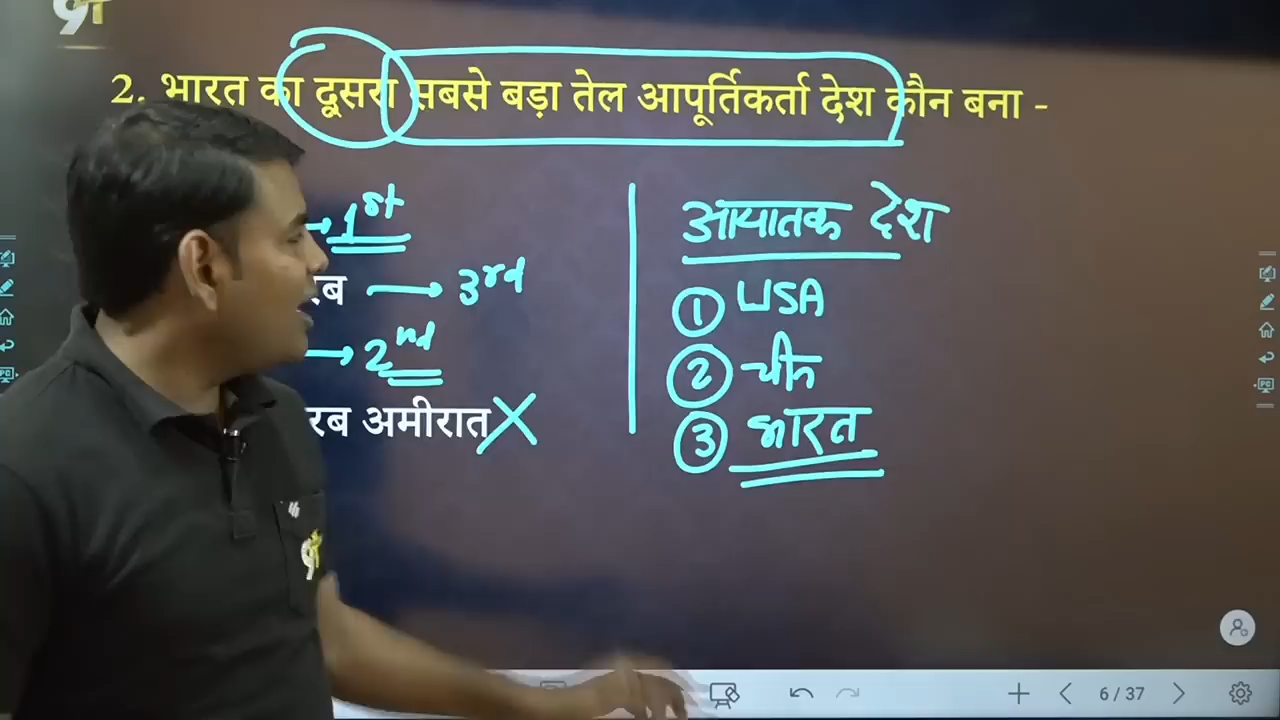 2. भारत का दूसरा सबसे बड़ा तेल आपूर्तिकर्ता देश कौन बना -
→ 1st
→ 3rd
→ 2nd
अमीरात X
आयातक देश
① USA
② चीन
③ भारत
6 / 37